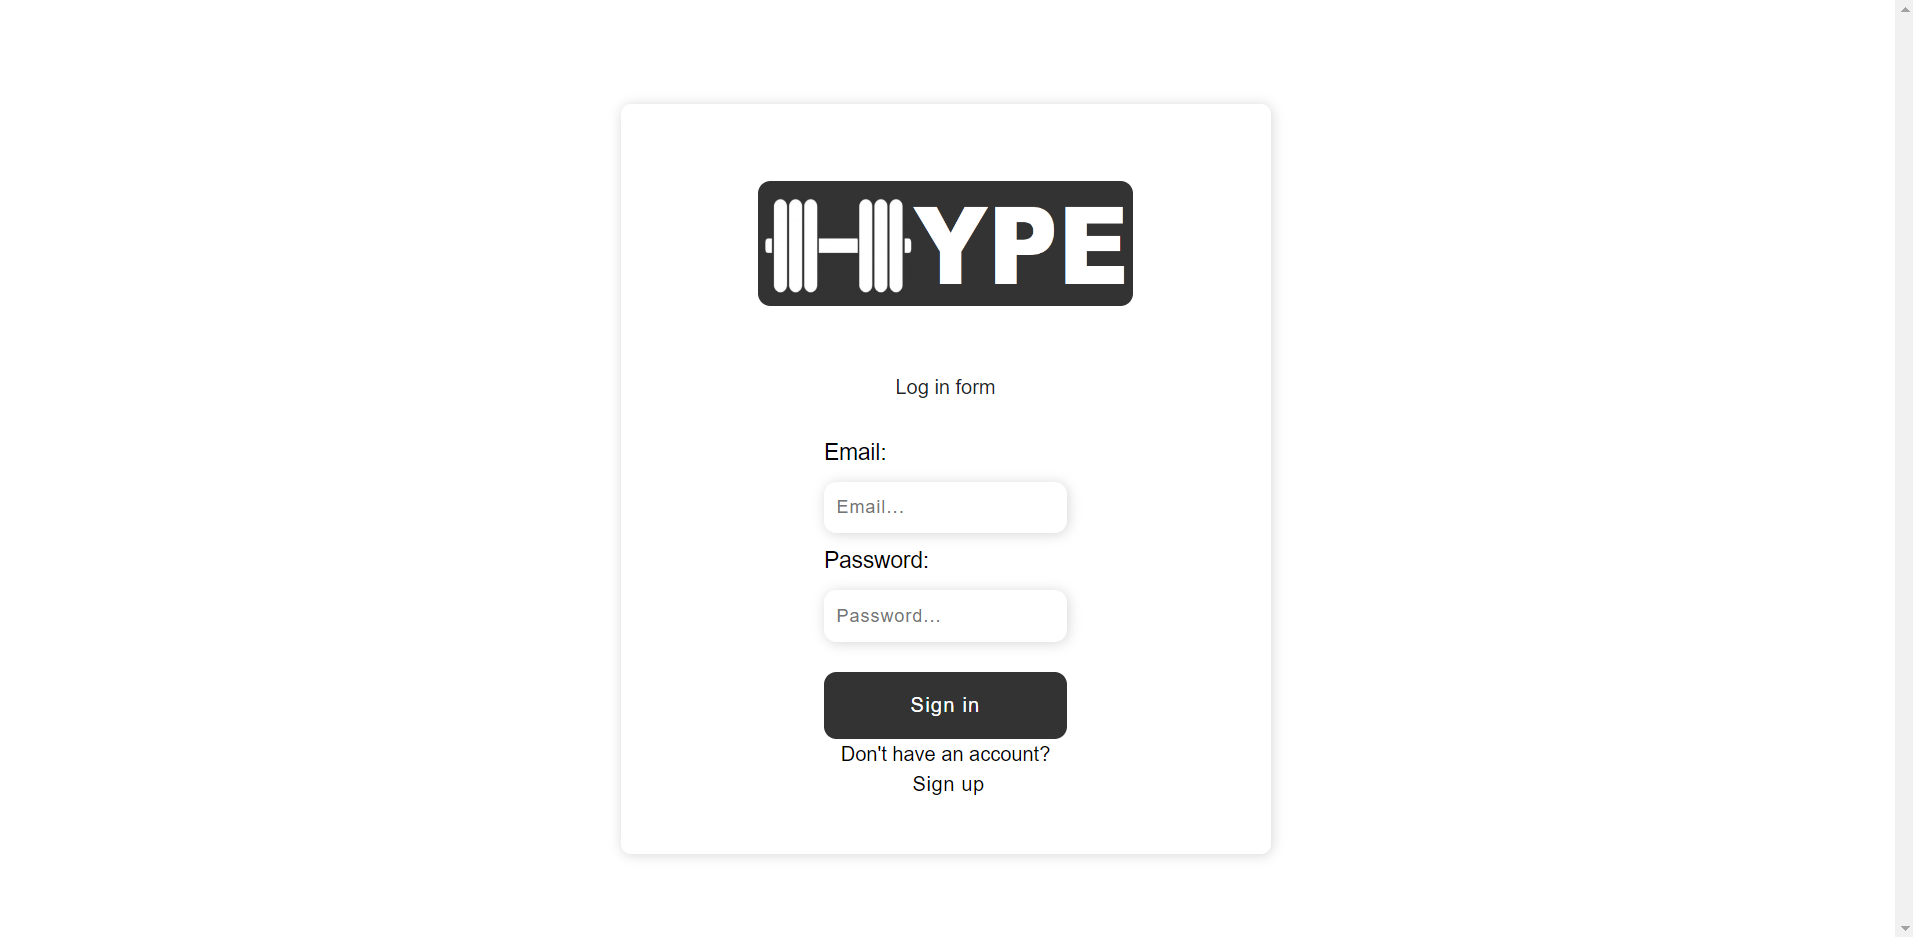 HYPE
Log in form
Email:
Email...
Password:
Password...
Sign in
Don't have an account?
Sign up